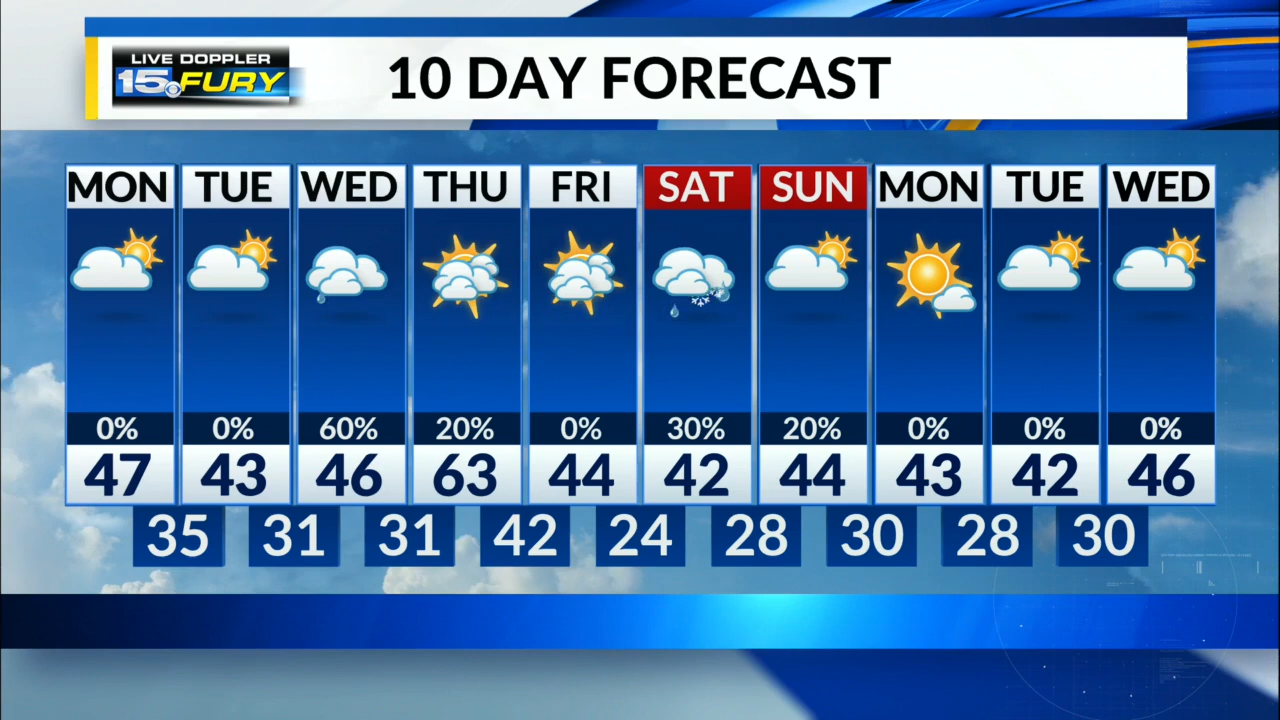 LIVE DOPPLER
15 FURY
10 DAY FORECAST
MON TUE WED THU FRI SAT SUN MON TUE WED
0% 0% 60% 20% 0% 30% 20% 0% 0% 0%
47 43 46 63 44 42 44 43 42 46
35 31 31 42 24 28 30 28 30